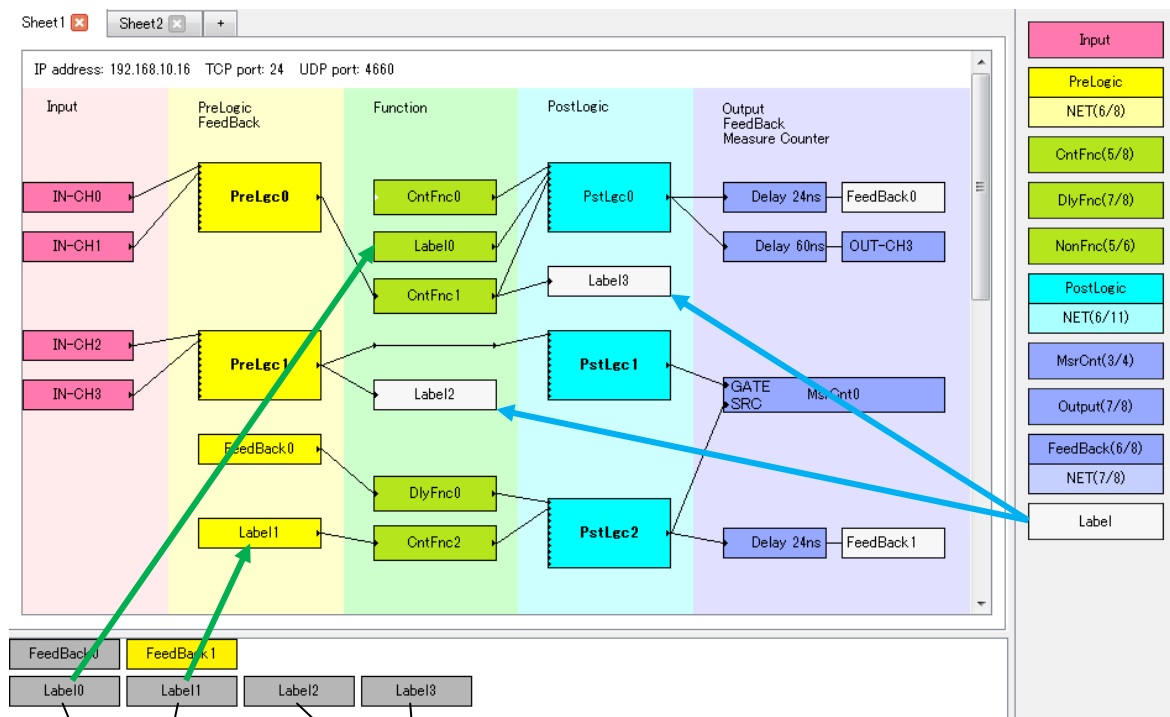 Sheet1 Sheet2 +
IP address: 192.168.10.16 TCP port: 24 UDP port: 4660
Input
PreLogic
FeedBack
Function
PostLogic
Output
FeedBack
Measure Counter
IN-CH0
IN-CH1
IN-CH2
IN-CH3
PreLgc0
PreLgc1
FeedBack0
Label1
CntFnc0
Label0
CntFnc1
Label2
DlyFnc0
CntFnc2
PstLgc0
Label3
PstLgc1
PstLgc2
Delay 24ns FeedBack0
Delay 60ns OUT-CH3
GATE
SRC
MsrCnt0
Delay 24ns FeedBack1
FeedBack0 FeedBack1
Label0 Label1 Label2 Label3
Input
PreLogic
NET(6/8)
CntFnc(5/8)
DlyFnc(7/8)
NonFnc(5/6)
PostLogic
NET(6/11)
MsrCnt(3/4)
Output(7/8)
FeedBack(6/8)
NET(7/8)
Label